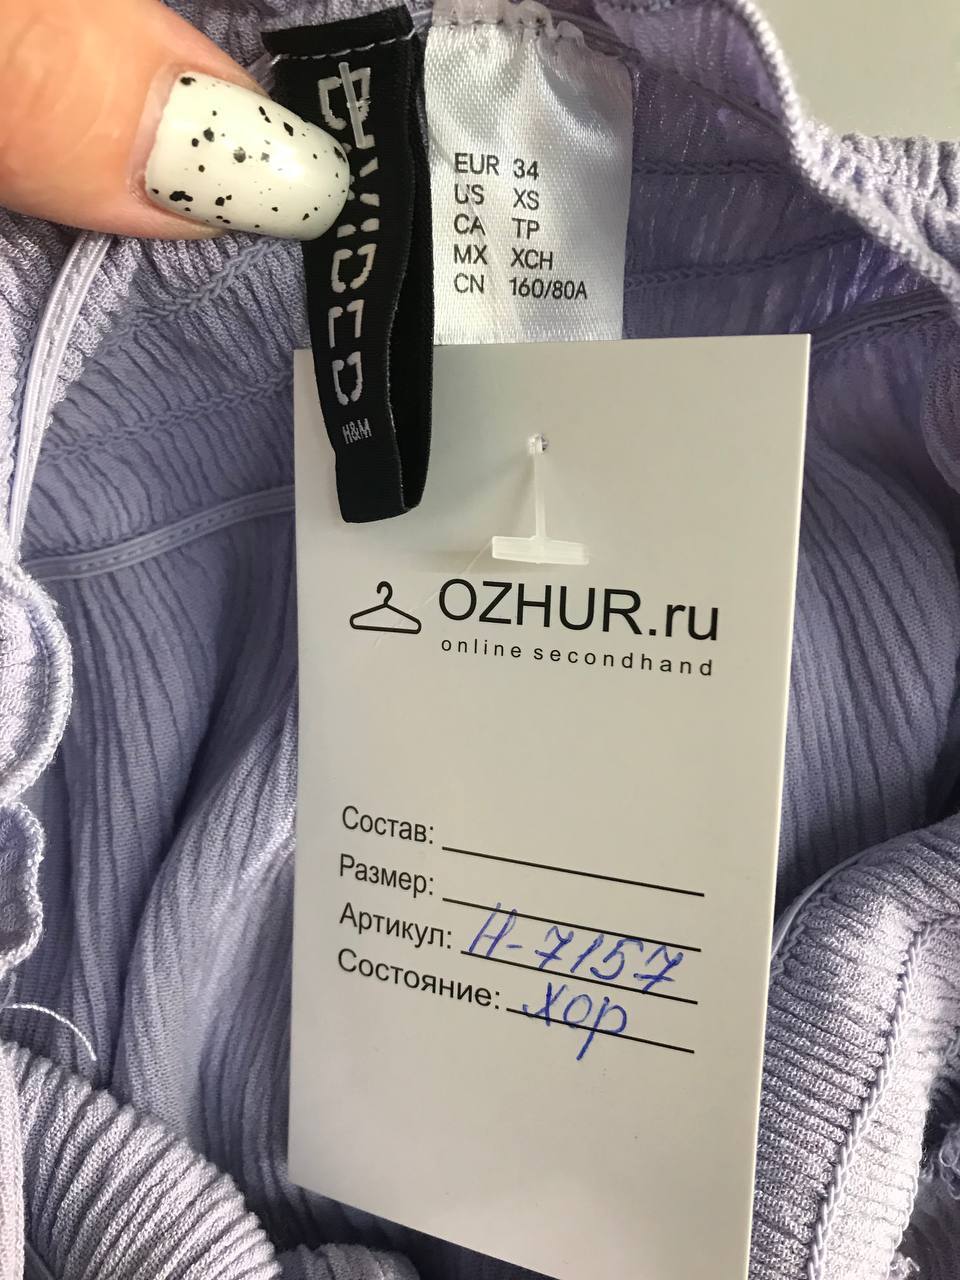 DIVIDED
H&M
EUR 34
US XS
CA TP
MX XCH
CN 160/80A
OZHUR.ru
online secondhand
Состав:
Размер:
Артикул: Н-7157
Состояние: хор